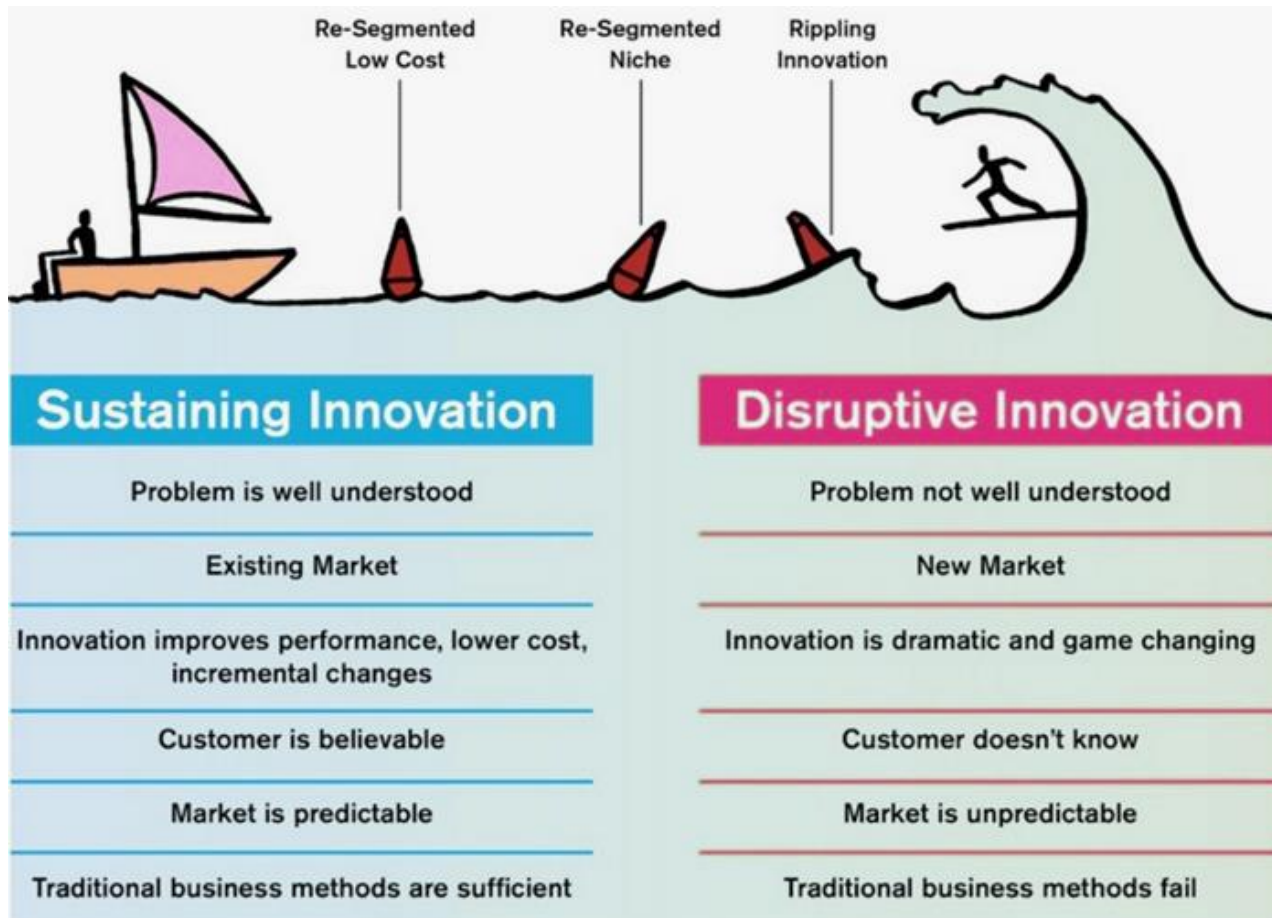 Re-Segmented
Low Cost
Re-Segmented
Niche
Rippling
Innovation
Sustaining Innovation
Problem is well understood
Existing Market
Innovation improves performance, lower cost,
incremental changes
Customer is believable
Market is predictable
Traditional business methods are sufficient
Disruptive Innovation
Problem not well understood
New Market
Innovation is dramatic and game changing
Customer doesn't know
Market is unpredictable
Traditional business methods fail